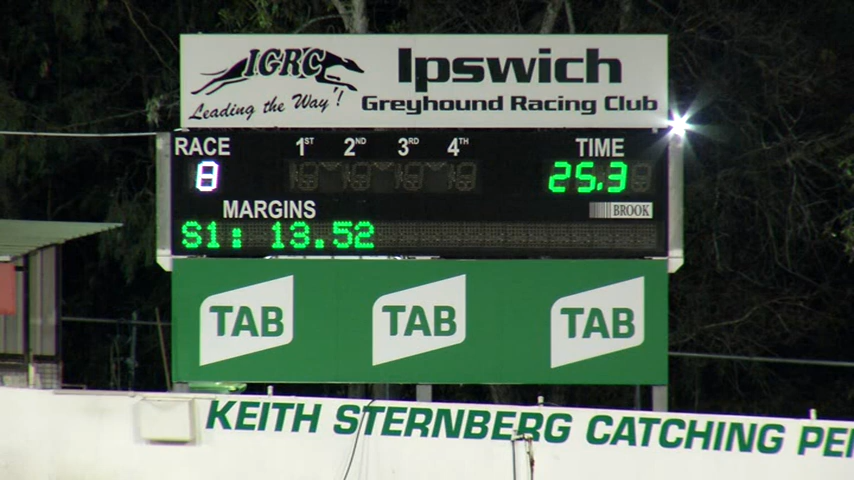 IGRC
Leading the Way!
Ipswich
Greyhound Racing Club
RACE 1ST 2ND 3RD 4TH TIME
8 25.3
MARGINS BROOK
S1: 13.52
TAB TAB TAB
KEITH STERNBERG CATCHING PE